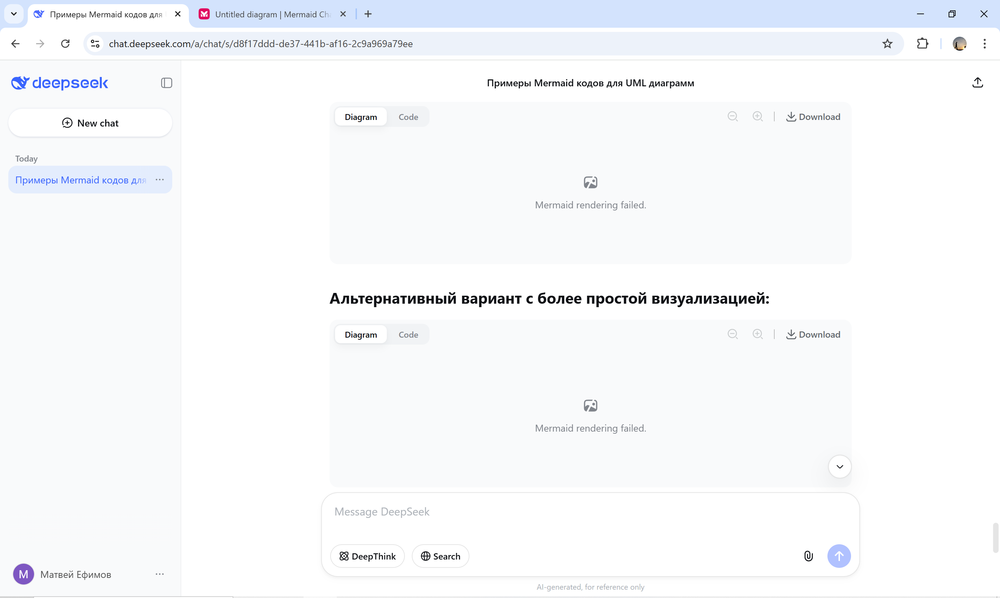 Примеры Mermaid кодов для
Untitled diagram | Mermaid Cha
chat.deepseek.com/a/chat/s/d8f17ddd-de37-441b-af16-2c9a969a79ee
deepseek
New chat
Today
Примеры Mermaid кодов для
Матвей Ефимов
M
Примеры Mermaid кодов для UML диаграмм
Diagram Code Download
Mermaid rendering failed.
Альтернативный вариант с более простой визуализацией:
Diagram Code Download
Mermaid rendering failed.
Message DeepSeek
DeepThink Search
AI-generated, for reference only